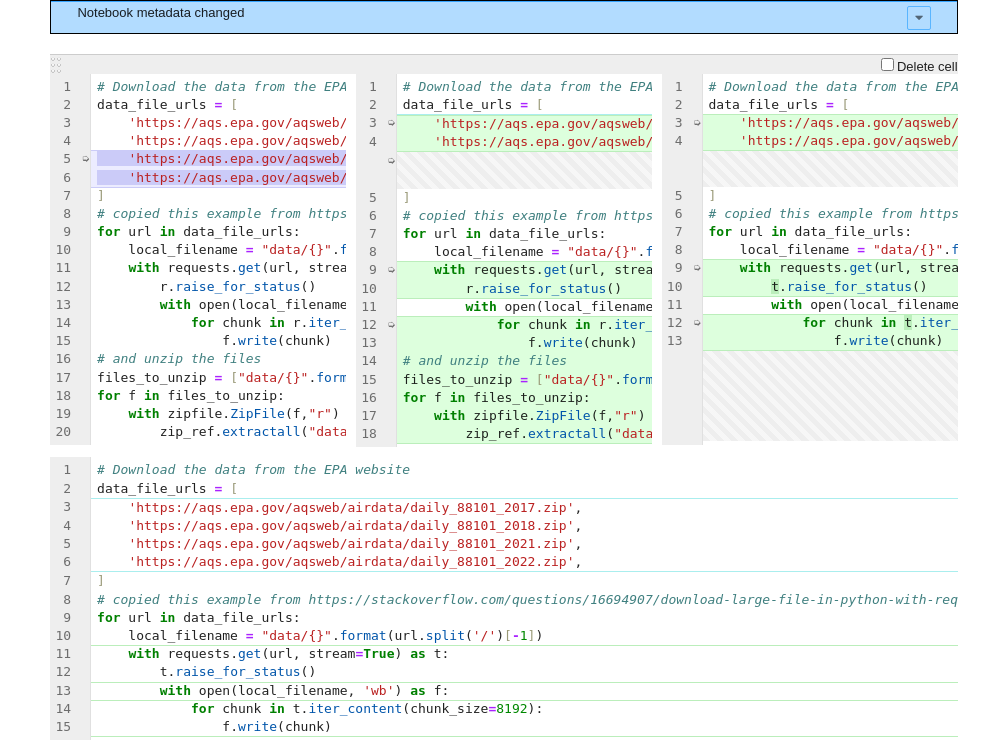 Notebook metadata changed
Delete cell
1 # Download the data from the EPA
2 data_file_urls = [
3 'https://aqs.epa.gov/aqsweb/
4 'https://aqs.epa.gov/aqsweb/
5 'https://aqs.epa.gov/aqsweb/
6 'https://aqs.epa.gov/aqsweb/
7 ]
8 # copied this example from https
9 for url in data_file_urls:
10 local_filename = "data/{}".f
11 with requests.get(url, strea
12 r.raise_for_status()
13 with open(local_filename
14 for chunk in r.iter_
15 f.write(chunk)
16 # and unzip the files
17 files_to_unzip = ["data/{}".form
18 for f in files_to_unzip:
19 with zipfile.ZipFile(f,"r")
20 zip_ref.extractall("data
1 # Download the data from the EPA
2 data_file_urls = [
3 'https://aqs.epa.gov/aqsweb/
4 'https://aqs.epa.gov/aqsweb/
5 ]
6 # copied this example from https
7 for url in data_file_urls:
8 local_filename = "data/{}".f
9 with requests.get(url, strea
10 r.raise_for_status()
11 with open(local_filename
12 for chunk in r.iter_
13 f.write(chunk)
14 # and unzip the files
15 files_to_unzip = ["data/{}".form
16 for f in files_to_unzip:
17 with zipfile.ZipFile(f,"r")
18 zip_ref.extractall("data
1 # Download the data from the EPA
2 data_file_urls = [
3 'https://aqs.epa.gov/aqsweb/
4 'https://aqs.epa.gov/aqsweb/
5 ]
6 # copied this example from https
7 for url in data_file_urls:
8 local_filename = "data/{}".f
9 with requests.get(url, strea
10 t.raise_for_status()
11 with open(local_filename
12 for chunk in t.iter_
13 f.write(chunk)
1 # Download the data from the EPA website
2 data_file_urls = [
3 'https://aqs.epa.gov/aqsweb/airdata/daily_88101_2017.zip',
4 'https://aqs.epa.gov/aqsweb/airdata/daily_88101_2018.zip',
5 'https://aqs.epa.gov/aqsweb/airdata/daily_88101_2021.zip',
6 'https://aqs.epa.gov/aqsweb/airdata/daily_88101_2022.zip',
7 ]
8 # copied this example from https://stackoverflow.com/questions/16694907/download-large-file-in-python-with-req
9 for url in data_file_urls:
10 local_filename = "data/{}".format(url.split('/')[-1])
11 with requests.get(url, stream=True) as t:
12 t.raise_for_status()
13 with open(local_filename, 'wb') as f:
14 for chunk in t.iter_content(chunk_size=8192):
15 f.write(chunk)